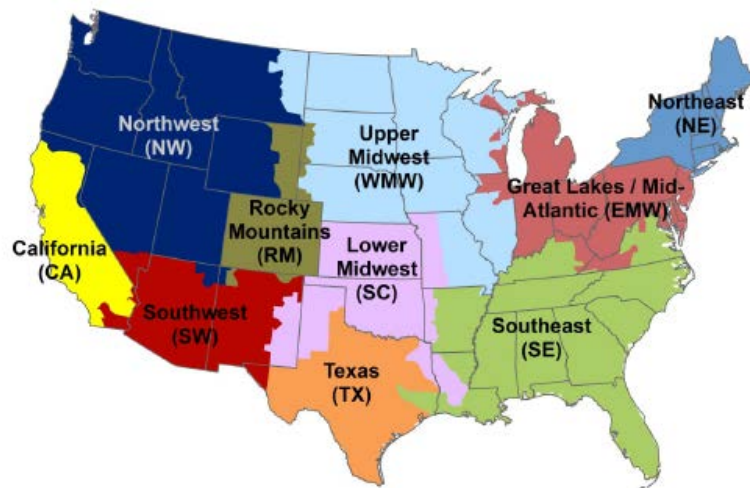 Northwest
(NW)
Upper
Midwest
(WMW)
Northeast
(NE)
Great Lakes / Mid-
Atlantic (EMW)
Rocky
Mountains
(RM)
California
(CA)
Lower
Midwest
(SC)
Southwest
(SW)
Southeast
(SE)
Texas
(TX)